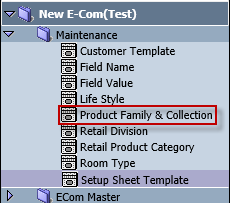 New E-Com(Test)
Maintenance
Customer Template
Field Name
Field Value
Life Style
Product Family & Collection
Retail Division
Retail Product Category
Room Type
Setup Sheet Template
ECom Master